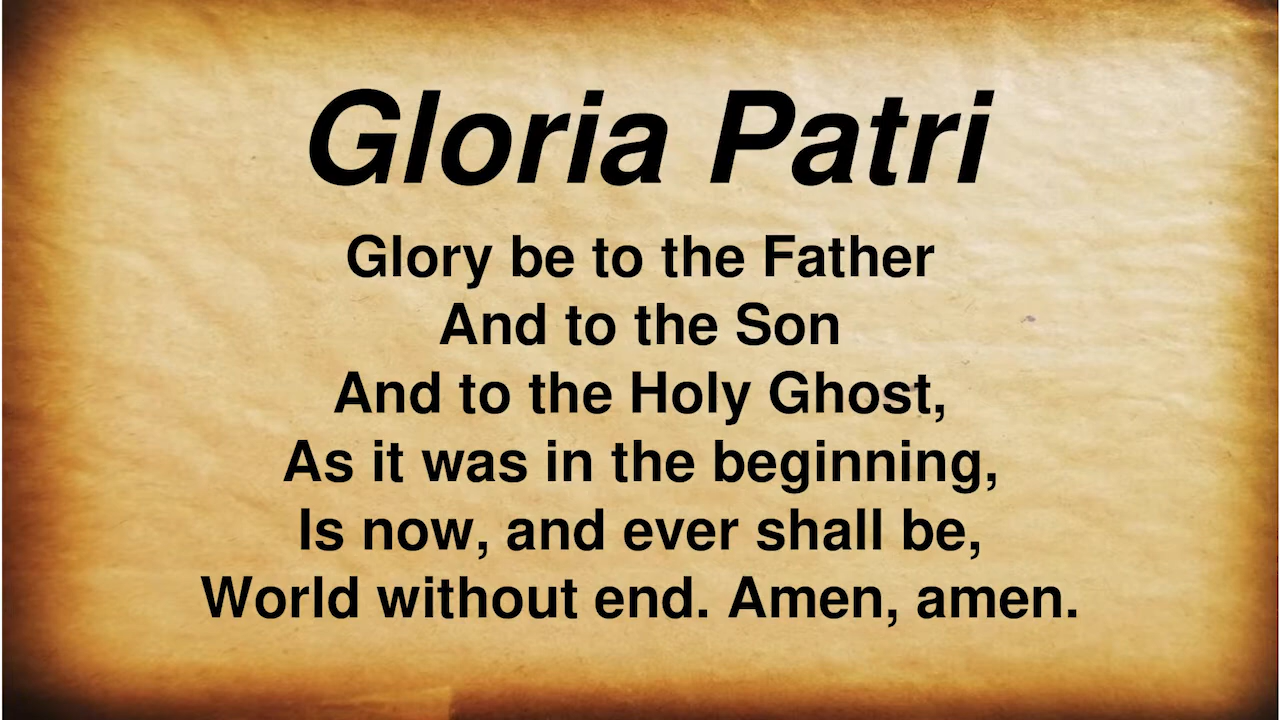 Gloria Patri
Glory be to the Father
And to the Son
And to the Holy Ghost,
As it was in the beginning,
Is now, and ever shall be,
World without end. Amen, amen.